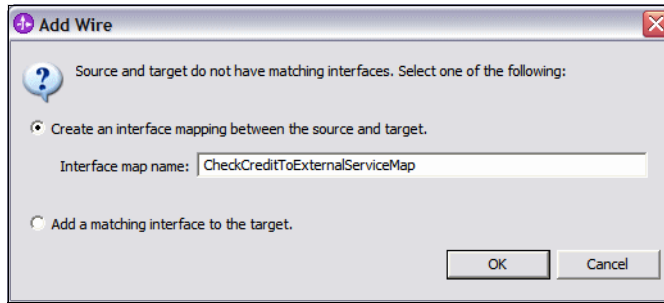 Add Wire
Source and target do not have matching interfaces. Select one of the following:
Create an interface mapping between the source and target.
Interface map name: CheckCreditToExternalServiceMap
Add a matching interface to the target.
OK Cancel